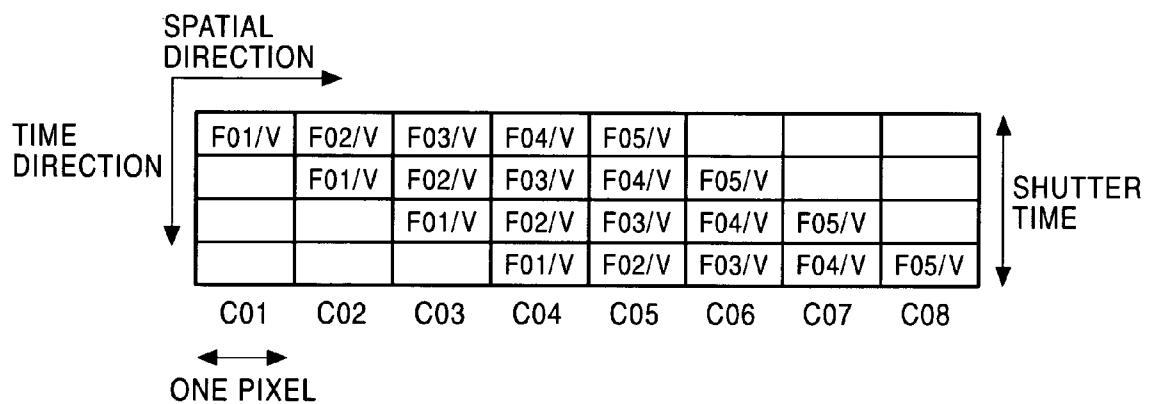 SPATIAL
DIRECTION
TIME
DIRECTION
F01/V F02/V F03/V F04/V F05/V
F01/V F02/V F03/V F04/V F05/V
F01/V F02/V F03/V F04/V F05/V
F01/V F02/V F03/V F04/V F05/V
SHUTTER
TIME
C01 C02 C03 C04 C05 C06 C07 C08
ONE PIXEL